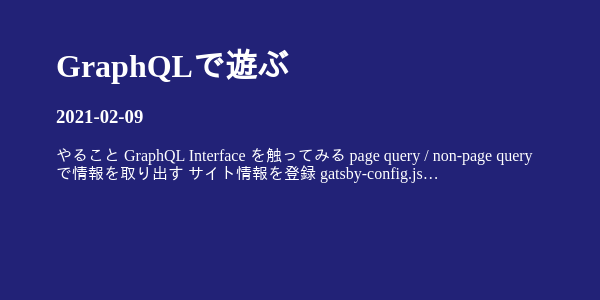 GraphQLで遊ぶ
2021-02-09
やること GraphQL Interface を触ってみる page query / non-page query
で情報を取り出す サイト情報を登録 gatsby-config.js…